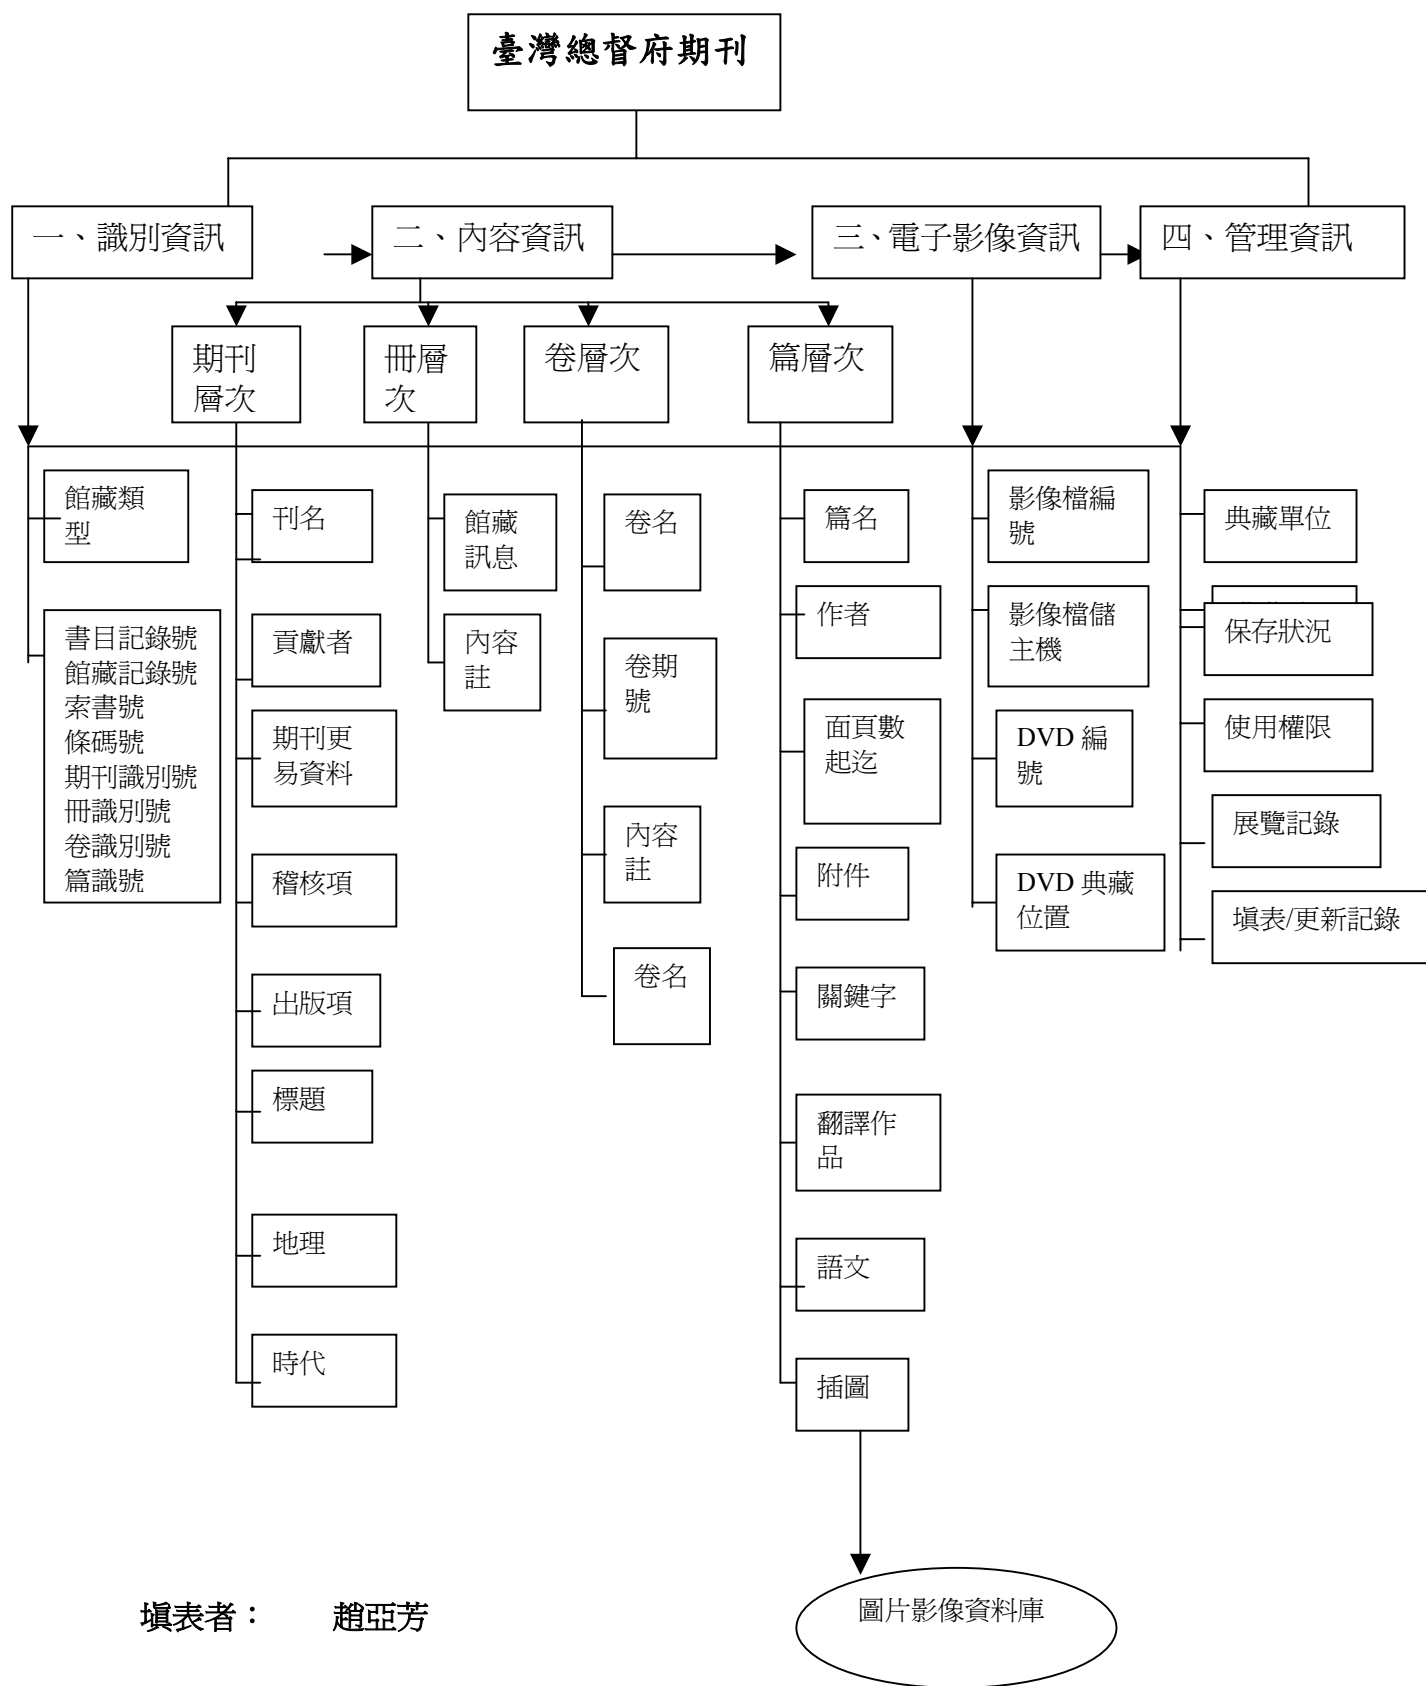 臺灣總督府期刊
一、識別資訊
二、內容資訊
三、電子影像資訊
四、管理資訊
期刊
層次
冊層
次
卷層次
篇層次
館藏類
型
書目記錄號
館藏記錄號
索書號
條碼號
期刊識別號
冊識別號
卷識別號
篇識號
刊名
貢獻者
期刊更
易資料
稽核項
出版項
標題
地理
時代
館藏
訊息
內容
註
卷名
卷期
號
內容
註
卷名
篇名
作者
面頁數
起迄
附件
關鍵字
翻譯作
品
語文
插圖
圖片影像資料庫
影像檔編
號
影像檔儲
主機
DVD 編
號
DVD 典藏
位置
典藏單位
保存狀況
使用權限
展覽記錄
填表/更新記錄
填表者： 趙亞芳